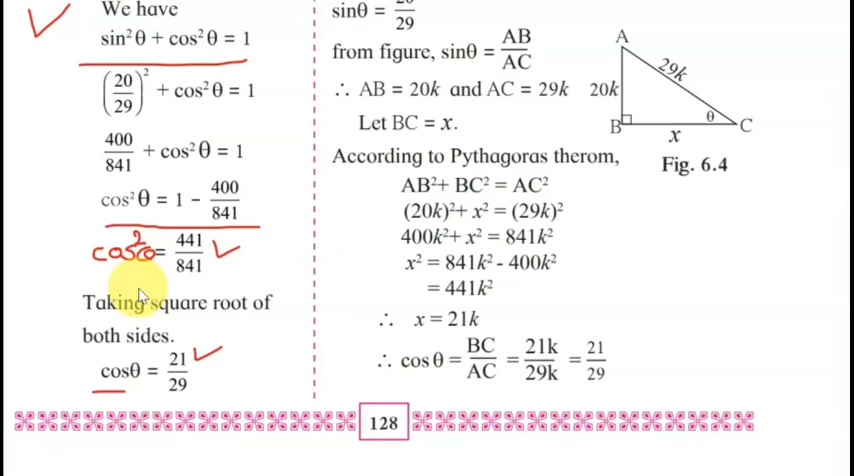 We have
sin²θ + cos²θ = 1
(20/29)² + cos²θ = 1
400/841 + cos²θ = 1
cos²θ = 1 - 400/841
cos²θ = 441/841
Taking square root of
both sides.
cosθ = 21/29
sinθ = 20/29
from figure, sinθ = AB/AC
∴ AB = 20k and AC = 29k
Let BC = x.
According to Pythagoras therom,
AB²+ BC² = AC²
(20k)²+ x² = (29k)²
400k²+ x² = 841k²
x² = 841k² - 400k²
= 441k²
∴ x = 21k
∴ cosθ = BC/AC = 21k/29k = 21/29
A
29k
20k
θ
B
C
x
Fig. 6.4
128